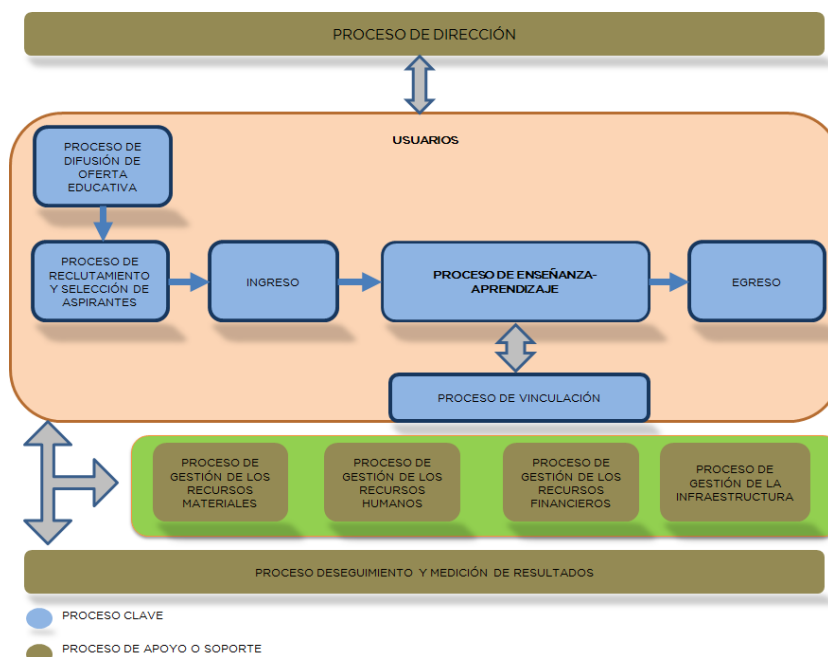 PROCESO DE DIRECCIÓN
USUARIOS
PROCESO DE
DIFUSIÓN DE
OFERTA
EDUCATIVA
PROCESO DE
RECLUTAMIENTO
Y SELECCIÓN DE
ASPIRANTES
INGRESO
PROCESO DE ENSEÑANZA-
APRENDIZAJE
EGRESO
PROCESO DE VINCULACIÓN
PROCESO DE
GESTIÓN DE LOS
RECURSOS
MATERIALES
PROCESO DE
GESTIÓN DE LOS
RECURSOS
HUMANOS
PROCESO DE
GESTIÓN DE LOS
RECURSOS
FINANCIEROS
PROCESO DE
GESTIÓN DE LA
INFRAESTRUCTURA
PROCESO DESEGUIMIENTO Y MEDICIÓN DE RESULTADOS
PROCESO CLAVE
PROCESO DE APOYO O SOPORTE